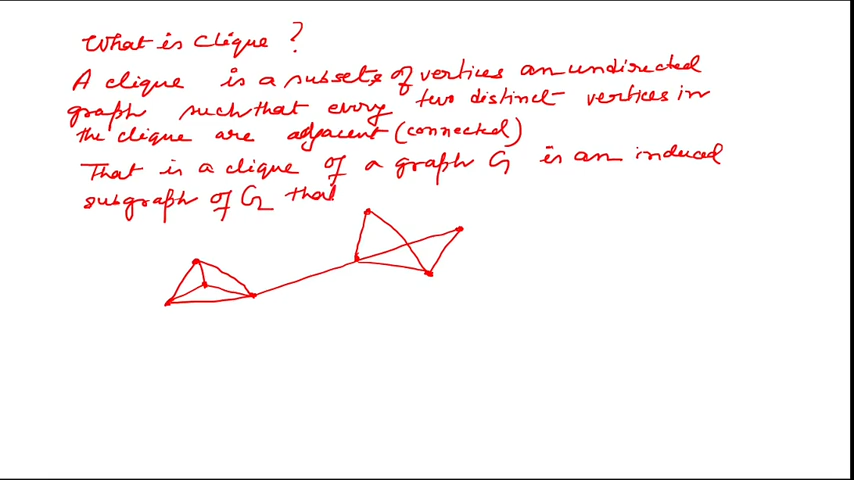 What is clique ?
A clique is a subsets of vertices an undirected
graph such that every two distinct vertices in
the clique are adjacent (connected)
That is a clique of a graph G is an induced
subgraph of G that